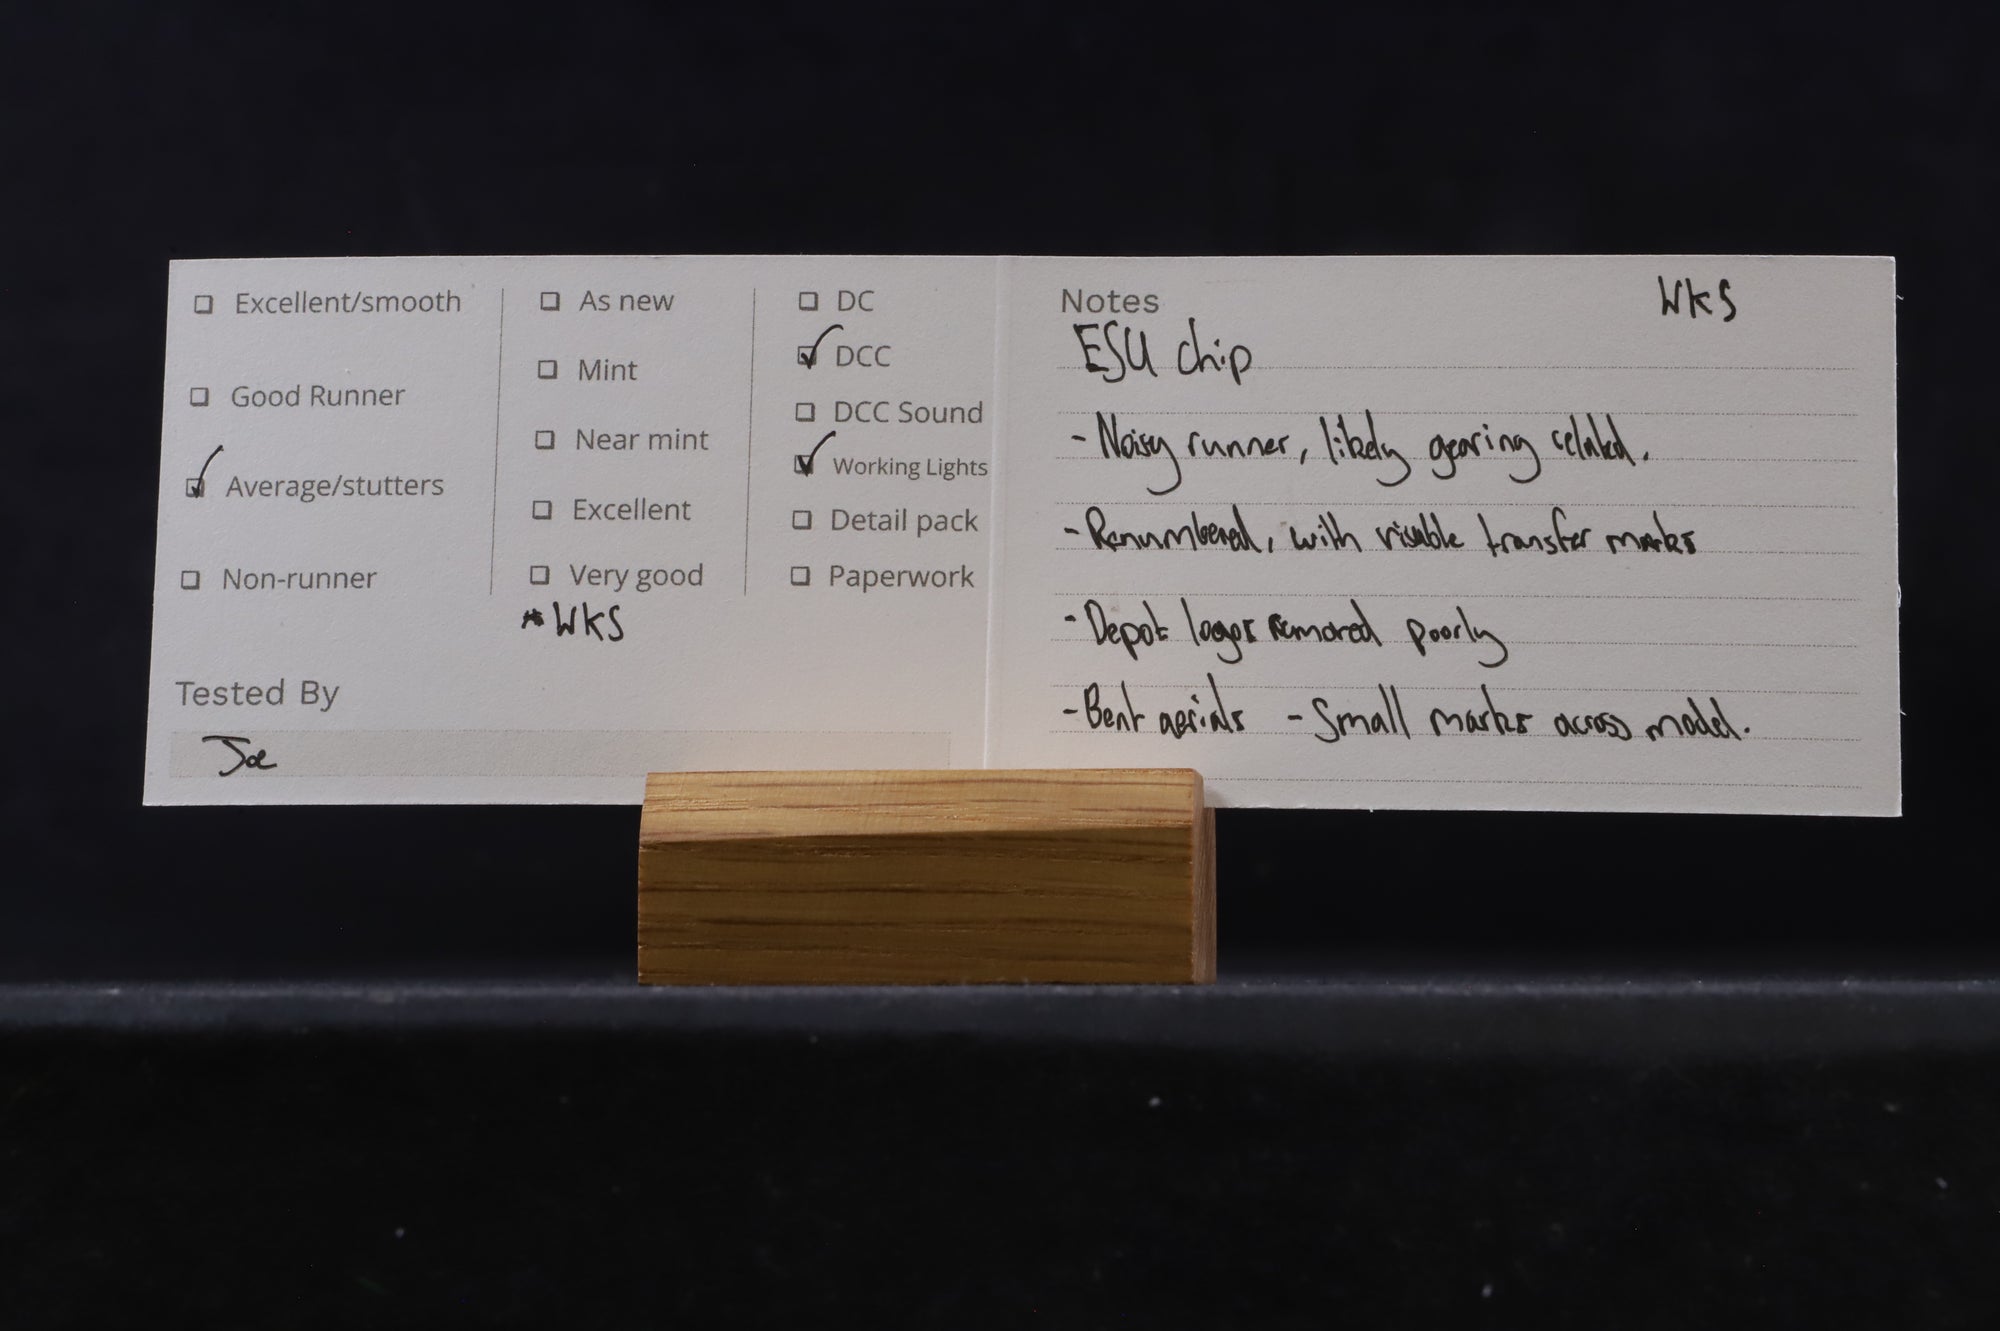 Excellent/smooth
Good Runner
Average/stutters
Non-runner
As new
Mint
Near mint
Excellent
Very good
* WKS
DC
DCC
DCC Sound
Working Lights
Detail pack
Paperwork
Tested By
Joe
Notes WKS
ESU chip
- Noisy runner, likely gearing related.
- Renumbered, with visable transfer marks
- Depot logos removed poorly
- Bent aerials - Small marks across model.